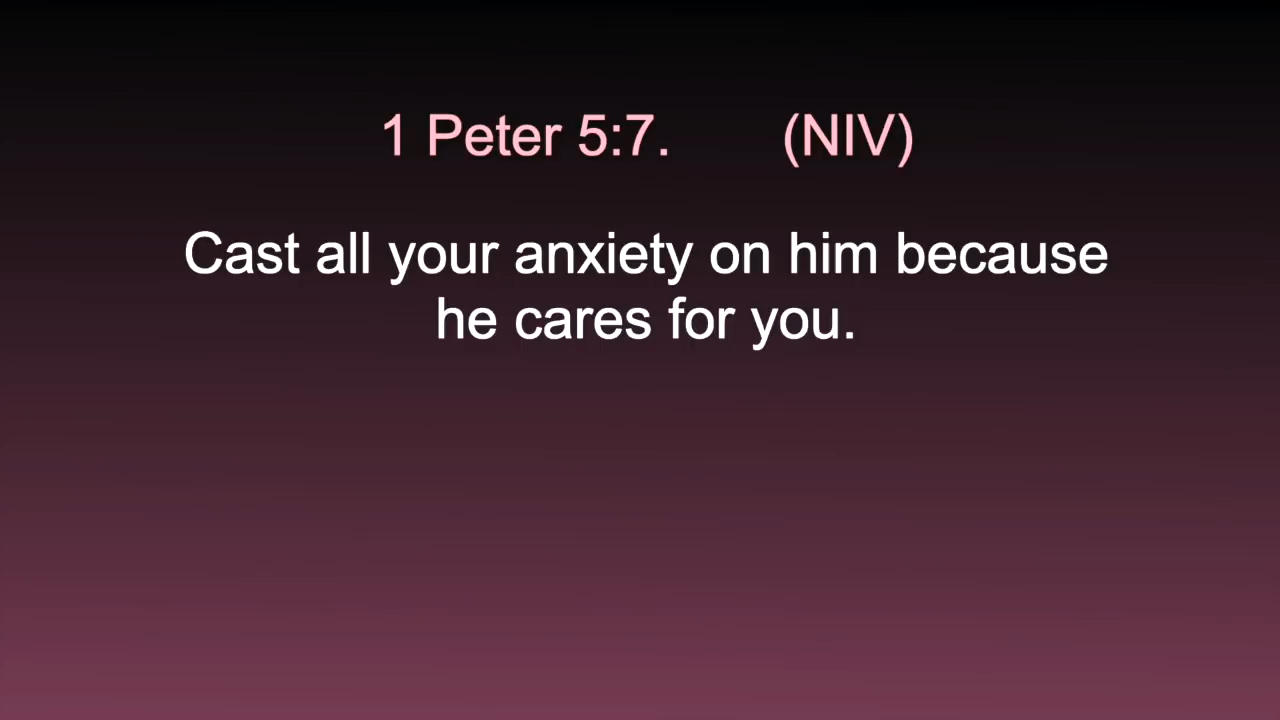 1 Peter 5:7. (NIV)
Cast all your anxiety on him because
he cares for you.